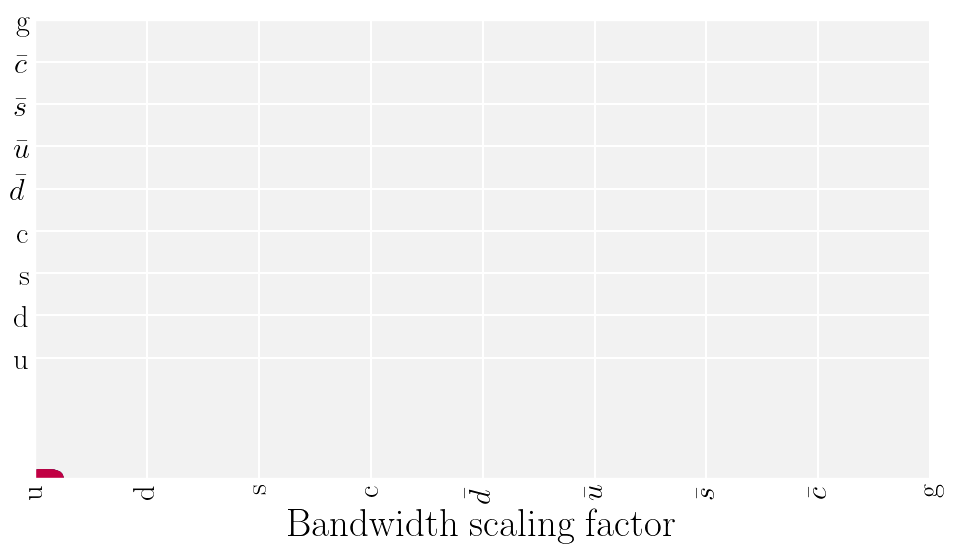 g
c̄
s̄
ū
d̄
c
s
d
u
u d s c d̄ ū s̄ c̄ g
Bandwidth scaling factor